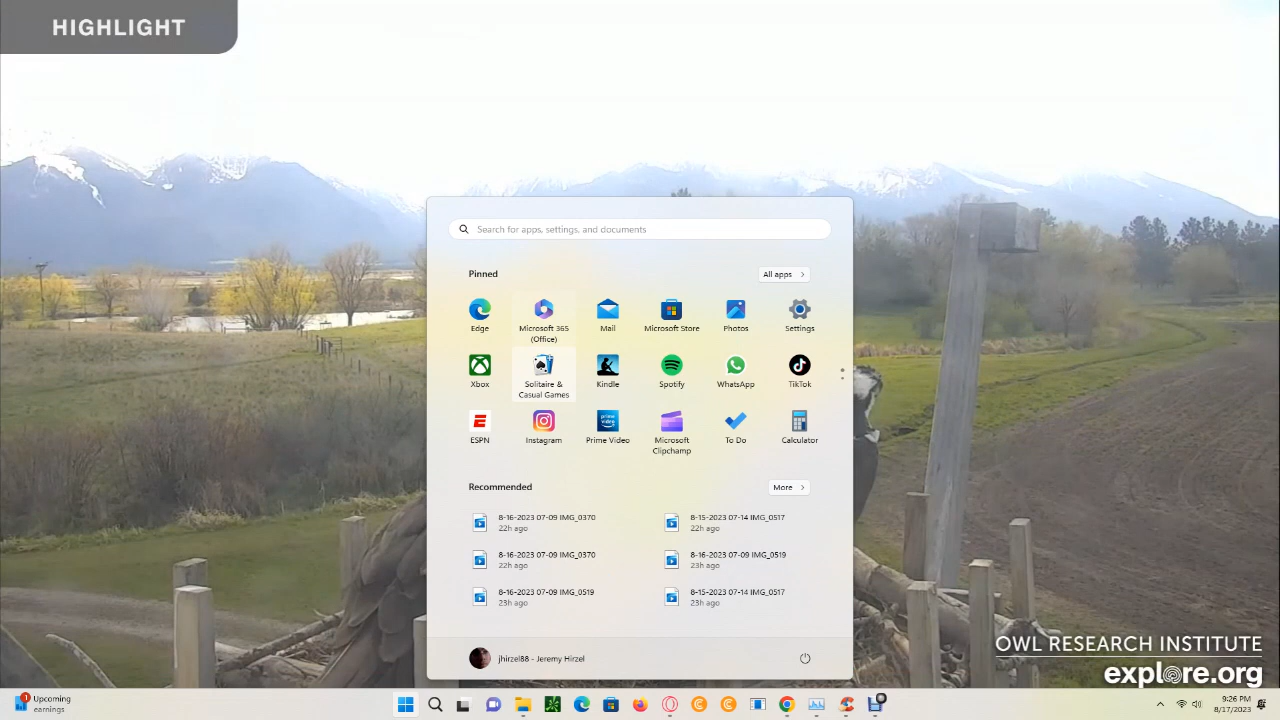 HIGHLIGHT
Search for apps, settings, and documents
Pinned
All apps
Edge
Microsoft 365
(Office)
Mail
Microsoft Store
Photos
Settings
Xbox
Solitaire &
Casual Games
Kindle
Spotify
WhatsApp
TikTok
ESPN
Instagram
prime video
Prime Video
Microsoft
Clipchamp
To Do
Calculator
Recommended
More
8-16-2023 07-09 IMG_0370
22h ago
8-15-2023 07-14 IMG_0517
22h ago
8-16-2023 07-09 IMG_0370
22h ago
8-16-2023 07-09 IMG_0519
23h ago
8-16-2023 07-09 IMG_0519
23h ago
8-15-2023 07-14 IMG_0517
23h ago
jhirzel88 - Jeremy Hirzel
OWL RESEARCH INSTITUTE
explore.org
1
Upcoming
earnings
9:26 PM
8/17/2023